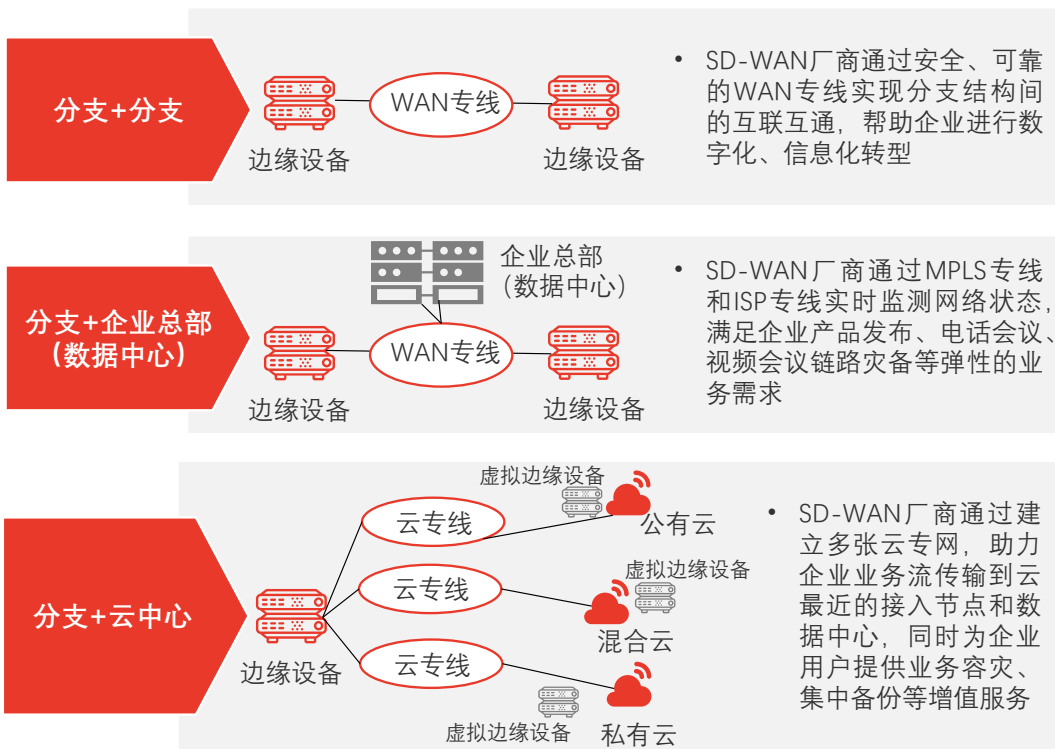 分支+分支
边缘设备
WAN专线
边缘设备
• SD-WAN厂商通过安全、可靠
的WAN专线实现分支结构间
的互联互通，帮助企业进行数
字化、信息化转型
分支+企业总部
（数据中心）
企业总部
（数据中心）
边缘设备
WAN专线
边缘设备
• SD-WAN厂商通过MPLS专线
和ISP专线实时监测网络状态，
满足企业产品发布、电话会议、
视频会议链路灾备等弹性的业
务需求
分支+云中心
边缘设备
云专线
云专线
云专线
虚拟边缘设备
公有云
虚拟边缘设备
混合云
虚拟边缘设备
私有云
• SD-WAN厂商通过建
立多张云专网，助力
企业业务流传输到云
最近的接入节点和数
据中心，同时为企业
用户提供业务容灾、
集中备份等增值服务